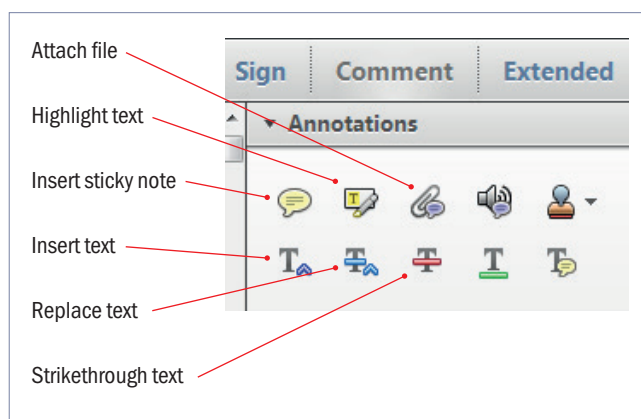 Attach file
Sign Comment Extended
Highlight text
Annotations
Insert sticky note
Insert text
Replace text
Strikethrough text